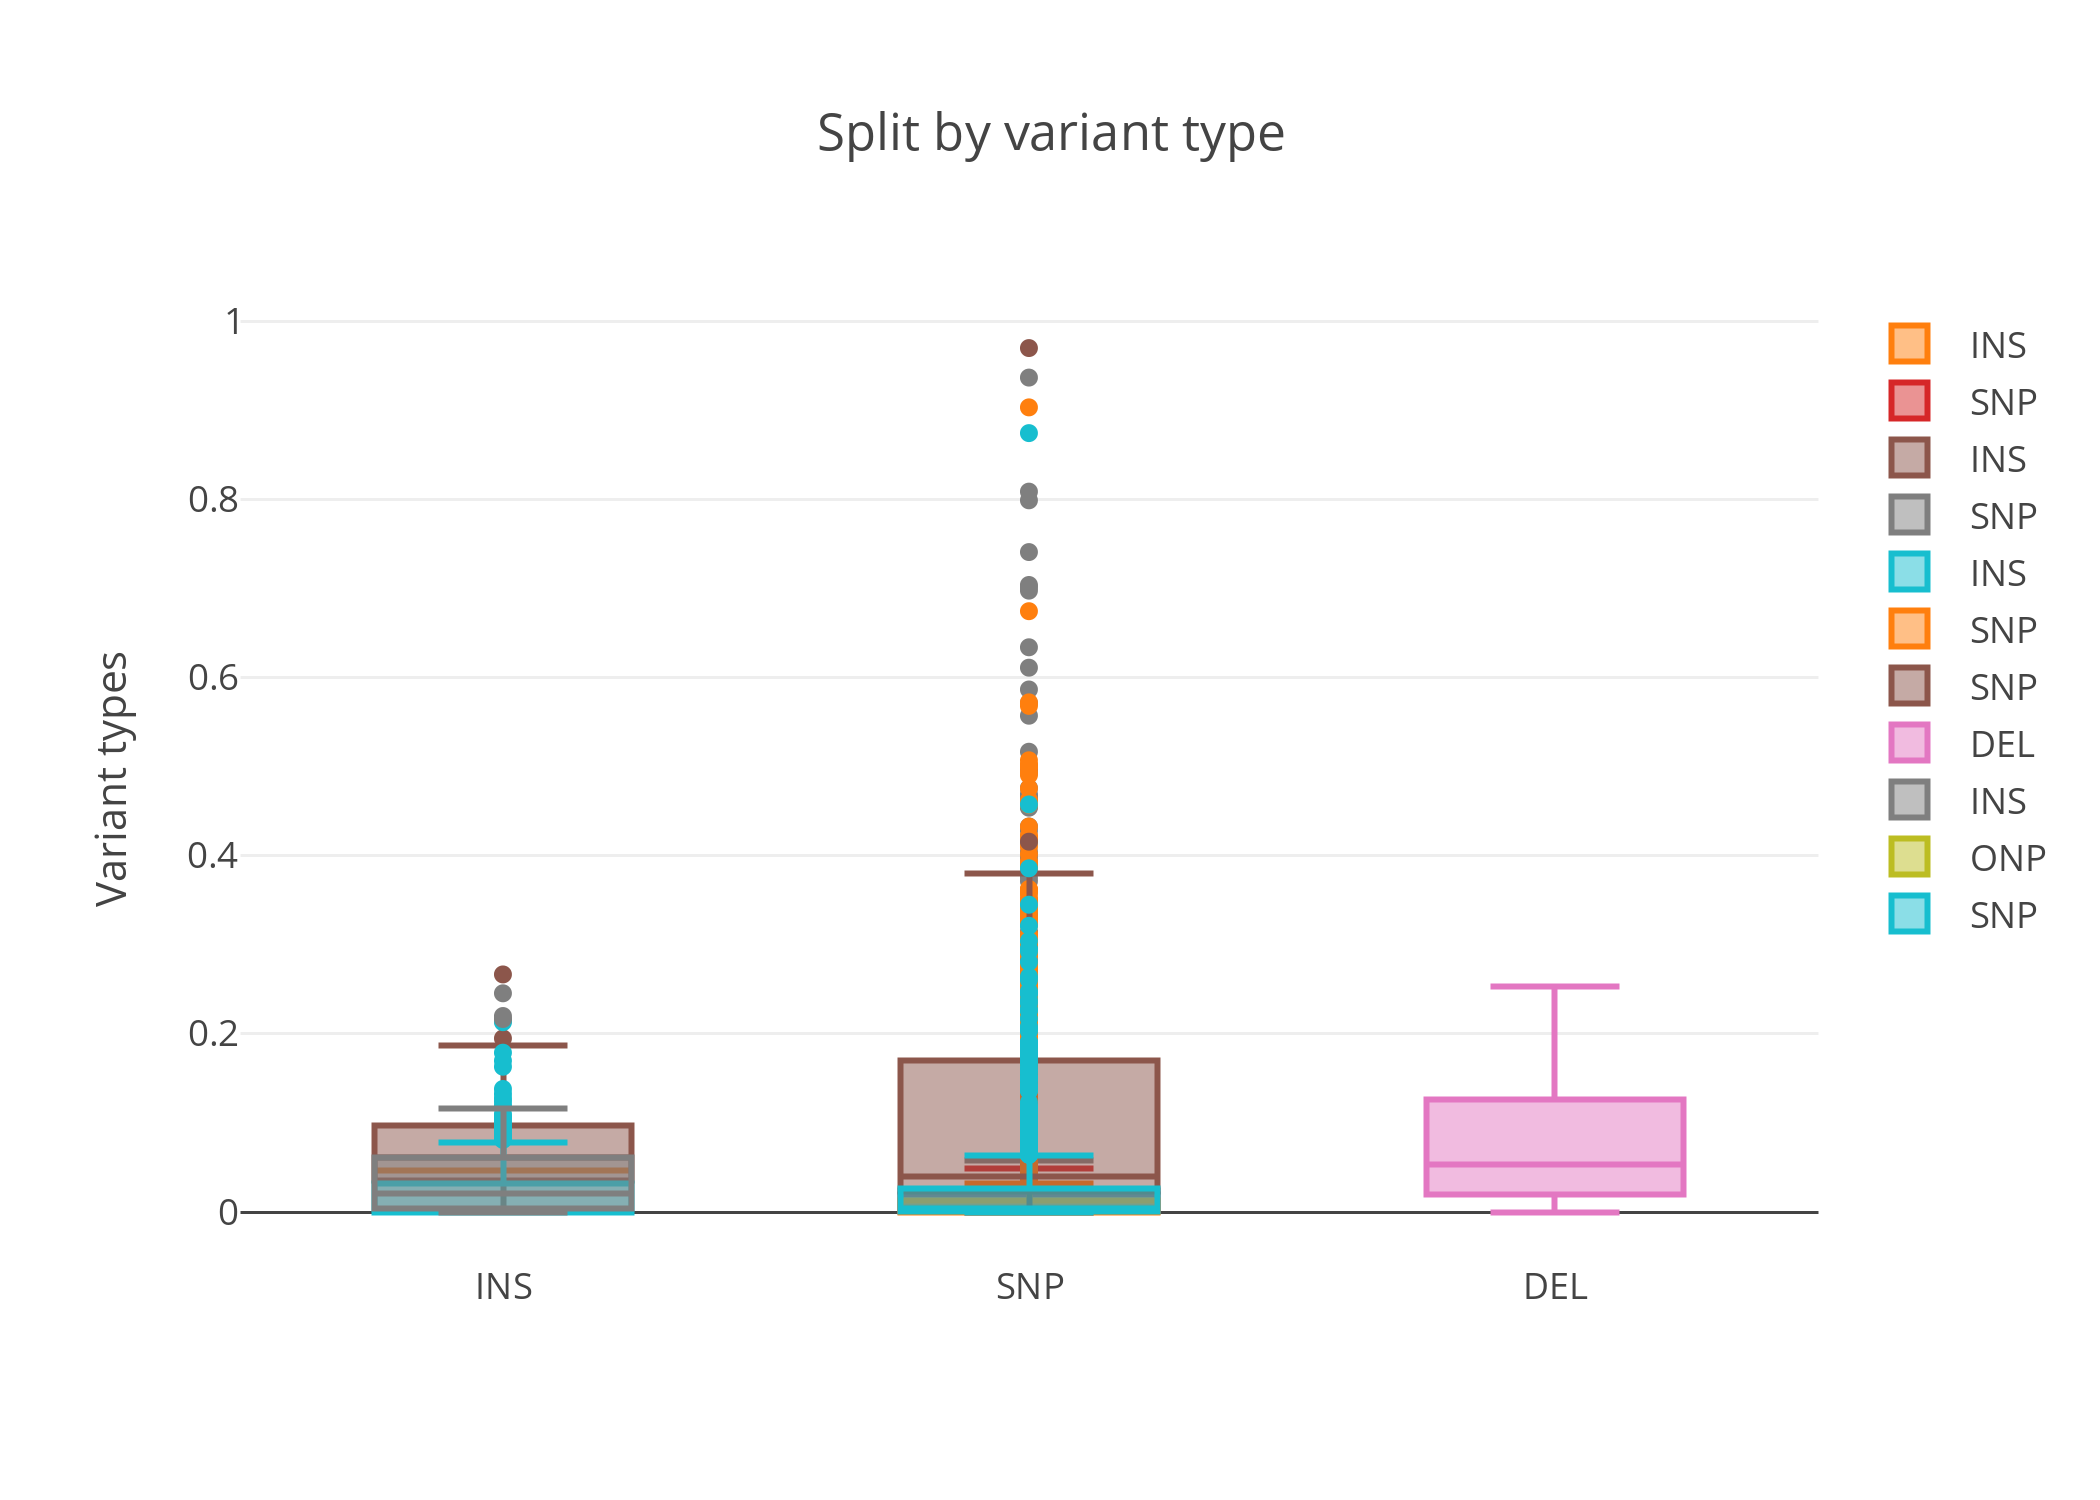 Split by variant type
Variant types
1
0.8
0.6
0.4
0.2
0
INS
SNP
DEL
INS
SNP
INS
SNP
INS
SNP
SNP
DEL
INS
ONP
SNP